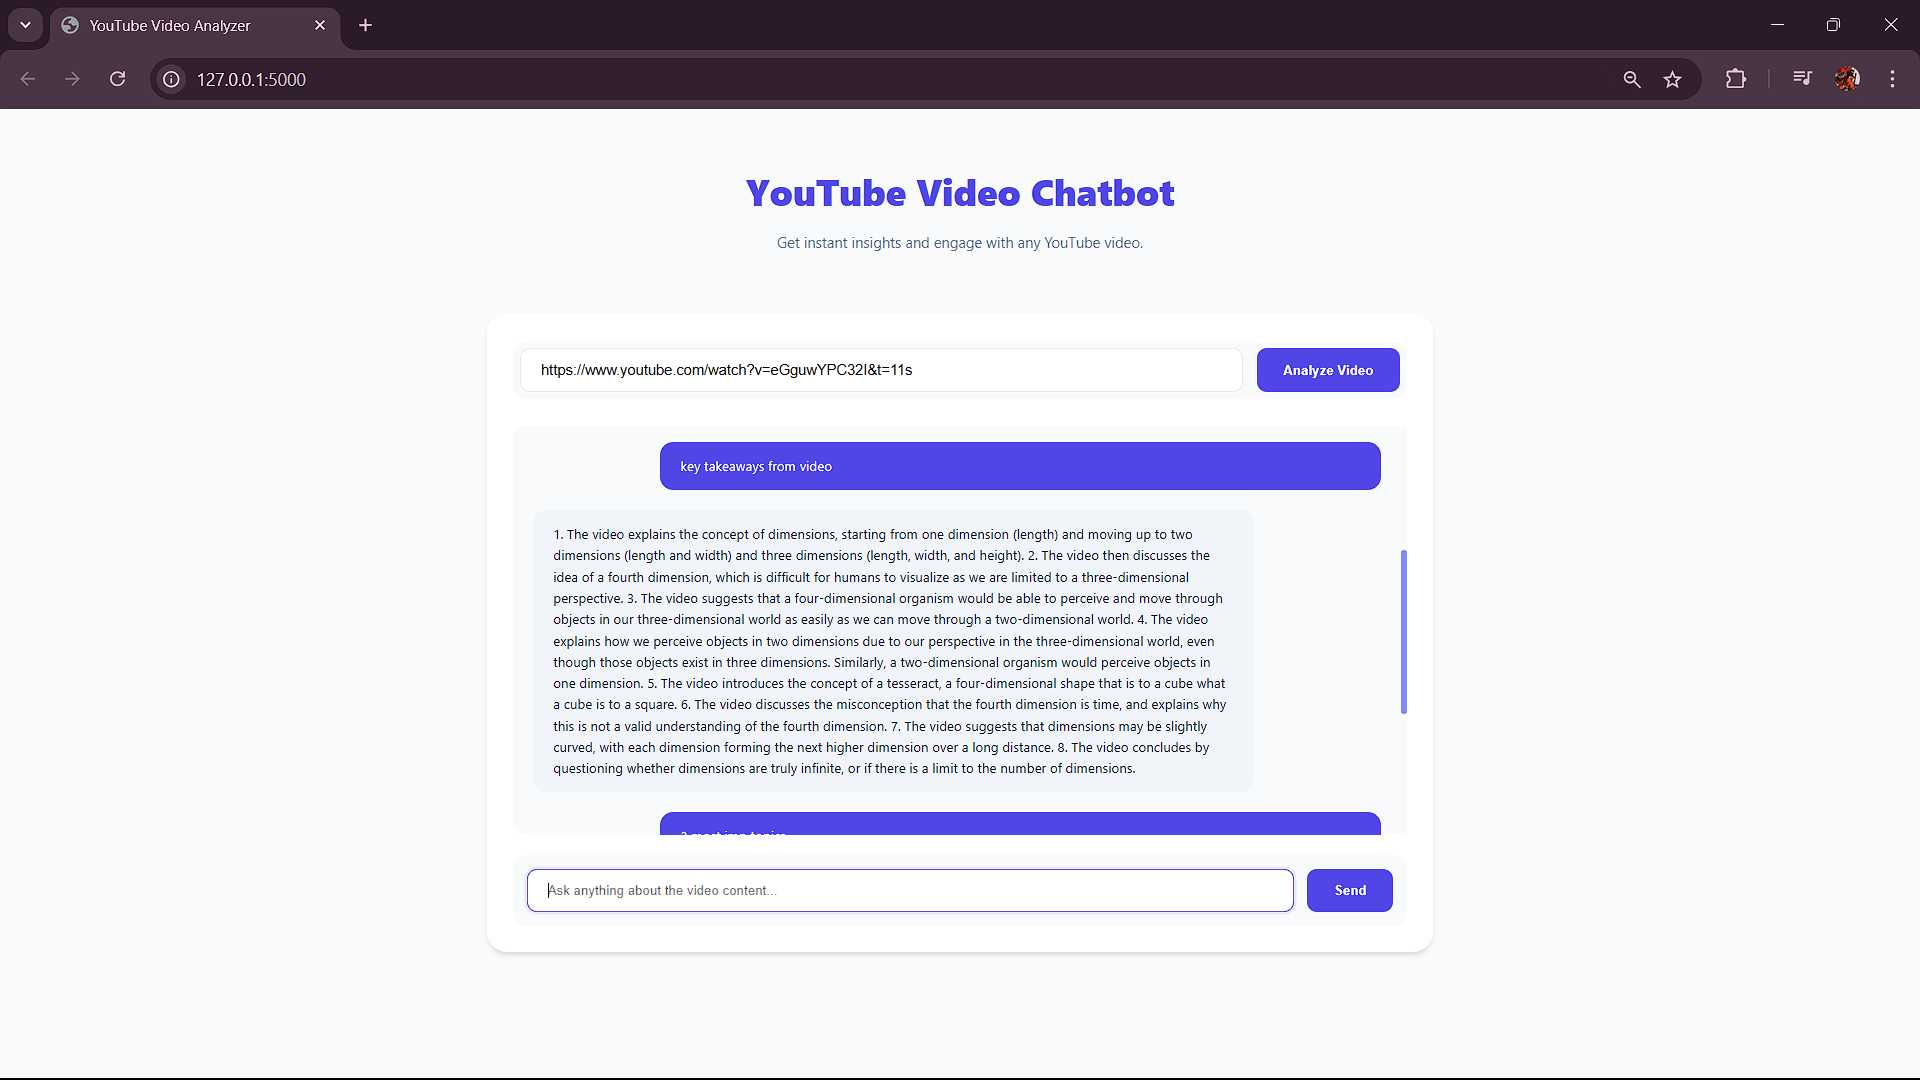 YouTube Video Analyzer
127.0.0.1:5000
YouTube Video Chatbot
Get instant insights and engage with any YouTube video.
https://www.youtube.com/watch?v=eGguwYPC32I&t=11s
Analyze Video
key takeaways from video
1. The video explains the concept of dimensions, starting from one dimension (length) and moving up to two
dimensions (length and width) and three dimensions (length, width, and height). 2. The video then discusses the
idea of a fourth dimension, which is difficult for humans to visualize as we are limited to a three-dimensional
perspective. 3. The video suggests that a four-dimensional organism would be able to perceive and move through
objects in our three-dimensional world as easily as we can move through a two-dimensional world. 4. The video
explains how we perceive objects in two dimensions due to our perspective in the three-dimensional world, even
though those objects exist in three dimensions. Similarly, a two-dimensional organism would perceive objects in
one dimension. 5. The video introduces the concept of a tesseract, a four-dimensional shape that is to a cube what
a cube is to a square. 6. The video discusses the misconception that the fourth dimension is time, and explains why
this is not a valid understanding of the fourth dimension. 7. The video suggests that dimensions may be slightly
curved, with each dimension forming the next higher dimension over a long distance. 8. The video concludes by
questioning whether dimensions are truly infinite, or if there is a limit to the number of dimensions.
most imp topics
Ask anything about the video content...
Send